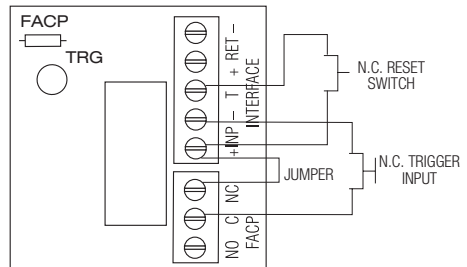 FACP
TRG
+ INP – T + RET –
INTERFACE
NO C NC
FACP
N.C. RESET
SWITCH
JUMPER
N.C. TRIGGER
INPUT